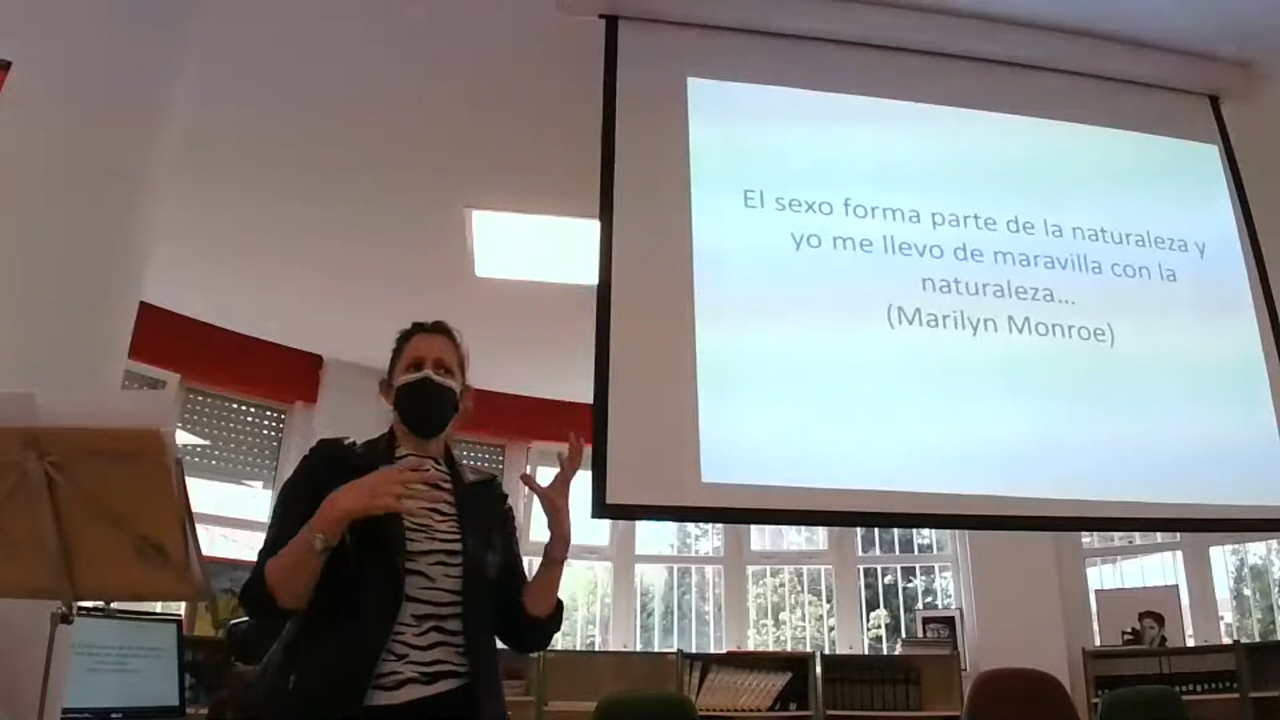 El sexo forma parte de la naturaleza y
yo me llevo de maravilla con la
naturaleza...
(Marilyn Monroe)